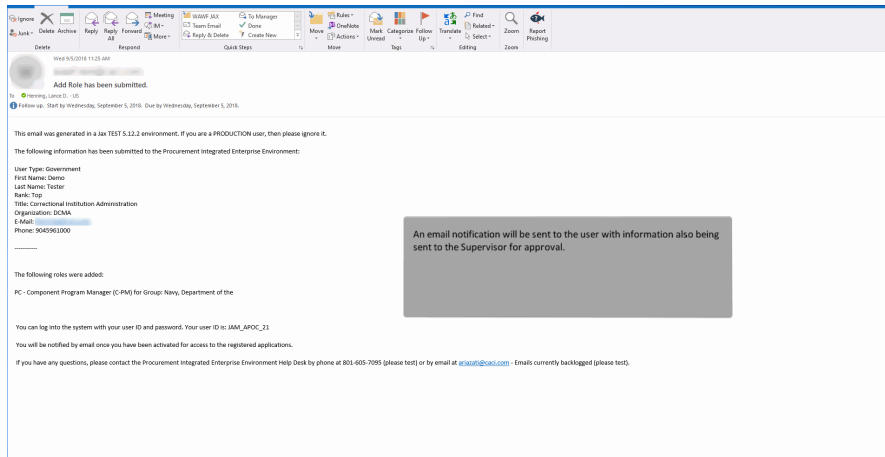 Ignore
Junk
Delete
Archive
Reply
Reply All
Forward
Meeting
IM
More
WAWF JAX
Team Email
Reply & Delete
To Manager
Done
Create New
Move
Rules
OneNote
Actions
Mark Unread
Categorize
Follow Up
Translate
Find
Related
Select
Zoom
Report Phishing
Delete
Respond
Quick Steps
Move
Tags
Editing
Zoom
Wed 9/5/2018 11:25 AM
Add Role has been submitted.
To Henning, Lance D. - US
Follow up. Start by Wednesday, September 5, 2018. Due by Wednesday, September 5, 2018.
This email was generated in a Jax TEST 5.12.2 environment. If you are a PRODUCTION user, then please ignore it.
The following information has been submitted to the Procurement Integrated Enterprise Environment:
User Type: Government
First Name: Demo
Last Name: Tester
Rank: Top
Title: Correctional Institution Administration
Organization: DCMA
E-Mail:
Phone: 9045961000
----------
An email notification will be sent to the user with information also being
sent to the Supervisor for approval.
The following roles were added:
PC - Component Program Manager (C-PM) for Group: Navy, Department of the
You can log into the system with your user ID and password. Your user ID is: JAM_APOC_21
You will be notified by email once you have been activated for access to the registered applications.
If you have any questions, please contact the Procurement Integrated Enterprise Environment Help Desk by phone at 801-605-7095 (please test) or by email at ariazati@caci.com - Emails currently backlogged (please test).